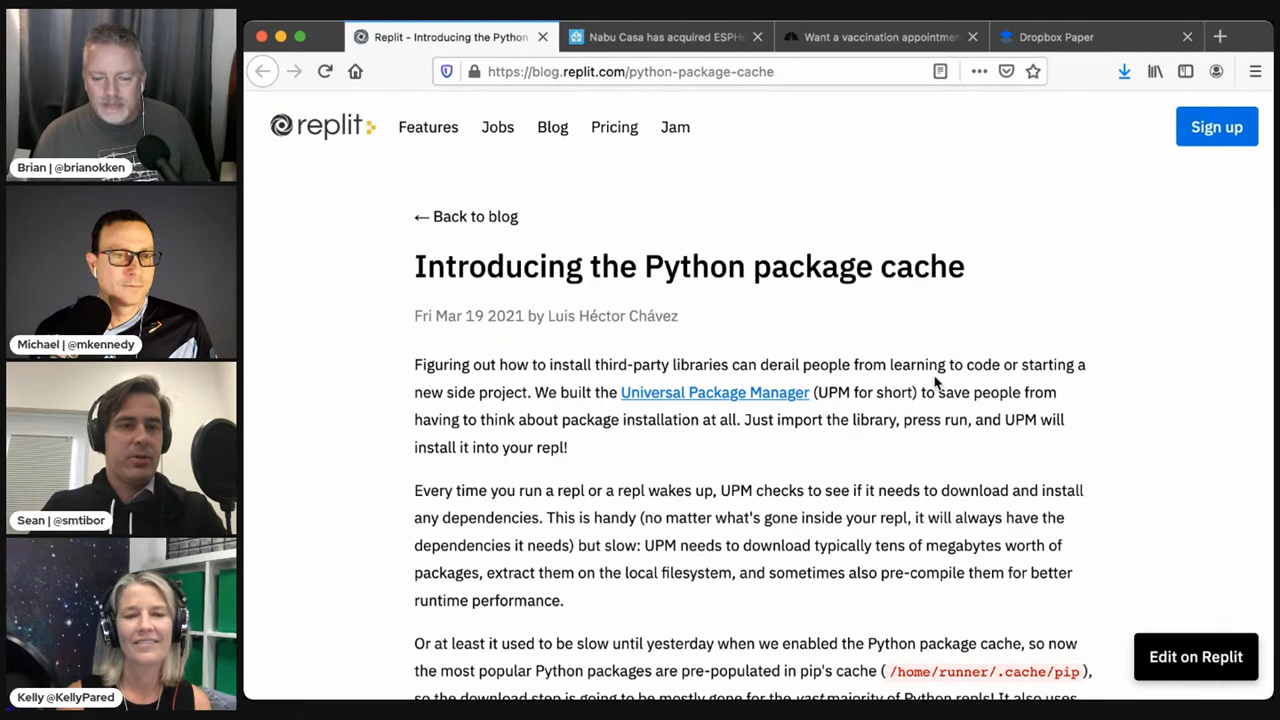 Brian | @brianokken
Michael | @mkennedy
Sean | @smtibor
Kelly @KellyPared
Replit - Introducing the Python
Nabu Casa has acquired ESPH
Want a vaccination appointmen
Dropbox Paper
https://blog.replit.com/python-package-cache
replit
Features
Jobs
Blog
Pricing
Jam
Sign up
← Back to blog
Introducing the Python package cache
Fri Mar 19 2021 by Luis Héctor Chávez
Figuring out how to install third-party libraries can derail people from learning to code or starting a
new side project. We built the Universal Package Manager (UPM for short) to save people from
having to think about package installation at all. Just import the library, press run, and UPM will
install it into your repl!
Every time you run a repl or a repl wakes up, UPM checks to see if it needs to download and install
any dependencies. This is handy (no matter what's gone inside your repl, it will always have the
dependencies it needs) but slow: UPM needs to download typically tens of megabytes worth of
packages, extract them on the local filesystem, and sometimes also pre-compile them for better
runtime performance.
Or at least it used to be slow until yesterday when we enabled the Python package cache, so now
the most popular Python packages are pre-populated in pip's cache ( /home/runner/.cache/pip ),
so the download step is going to be mostly gone in the vast majority of Python repls! It also uses
Edit on Replit